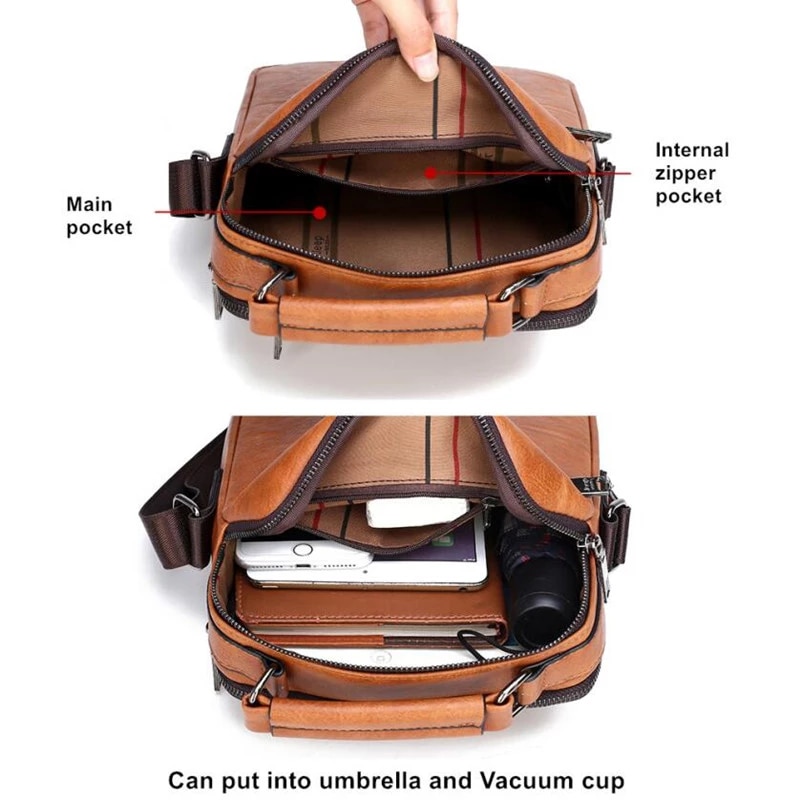 Internal
zipper
pocket
Main
pocket
Can put into umbrella and Vacuum cup